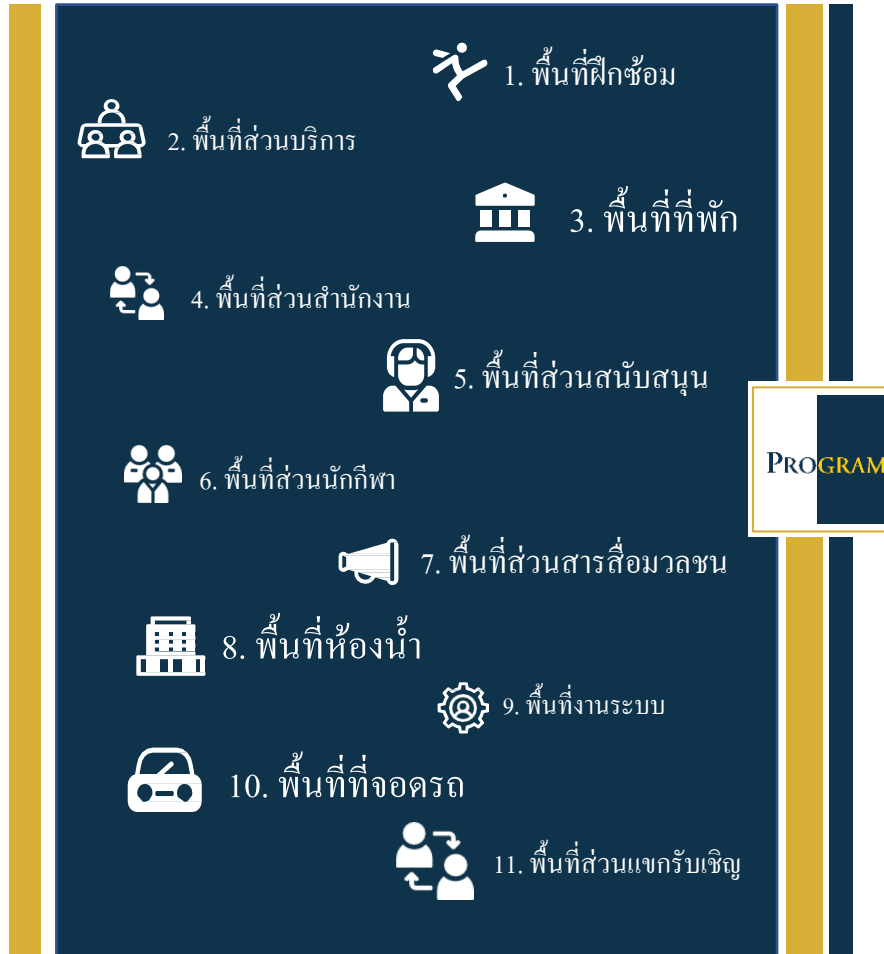 1. พื้นที่ฝึกซ้อม
2. พื้นที่ส่วนบริการ
3. พื้นที่ที่พัก
4. พื้นที่ส่วนสำนักงาน
5. พื้นที่ส่วนสนับสนุน
PROGRAM
6. พื้นที่ส่วนนักกีฬา
7. พื้นที่ส่วนสารสื่อมวลชน
8. พื้นที่ห้องน้ำ
9. พื้นที่งานระบบ
10. พื้นที่ที่จอดรถ
11. พื้นที่ส่วนแขกรับเชิญ